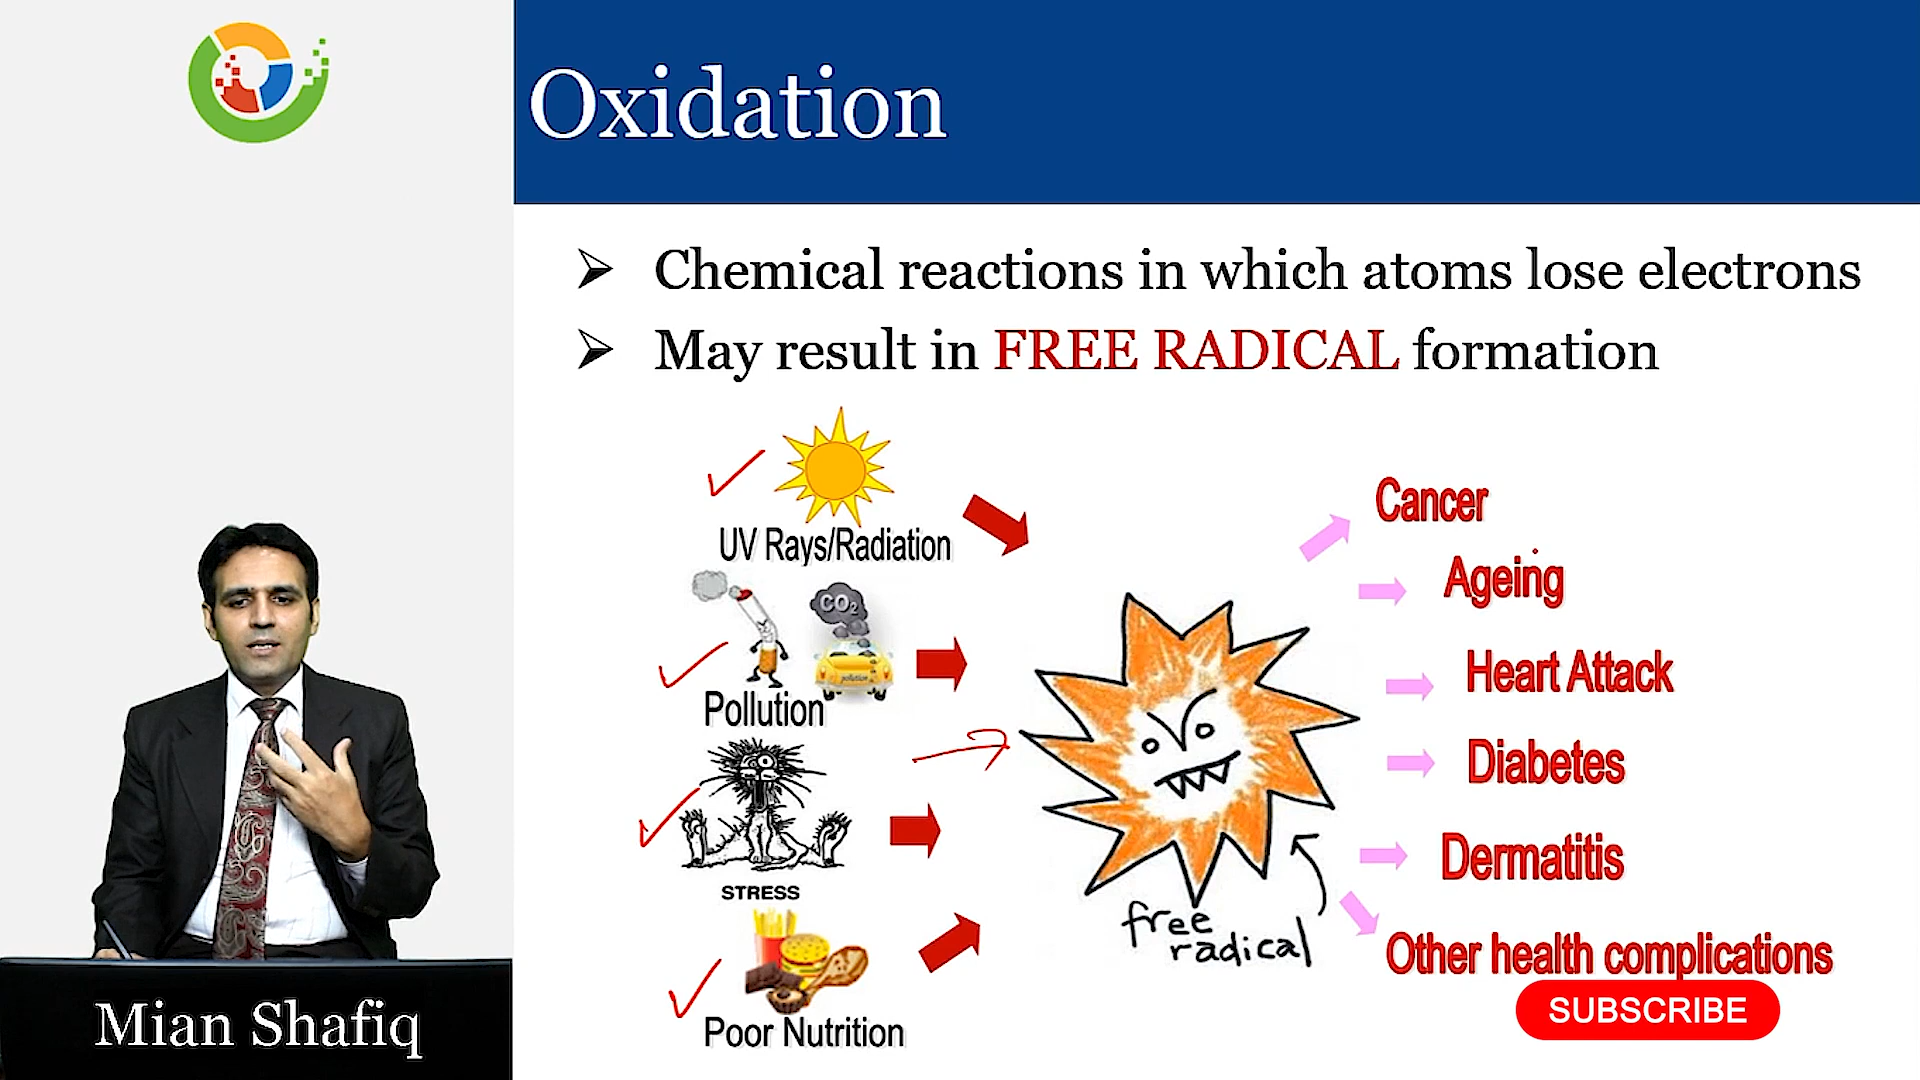 Oxidation
Chemical reactions in which atoms lose electrons
May result in FREE RADICAL formation
UV Rays/Radiation
CO2
pollution
Pollution
STRESS
Poor Nutrition
free
radical
Cancer
Ageing
Heart Attack
Diabetes
Dermatitis
Other health complications
SUBSCRIBE
Mian Shafiq